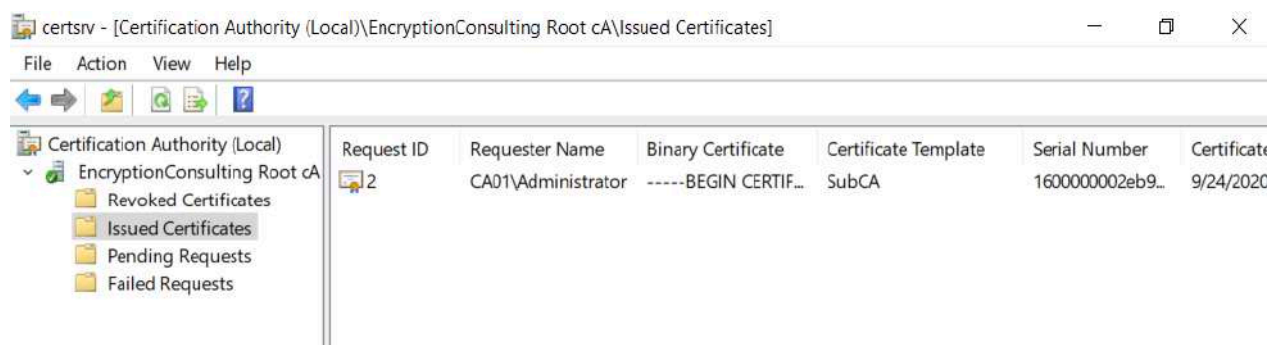 certsrv - [Certification Authority (Local)\EncryptionConsulting Root cA\Issued Certificates]
File Action View Help
Certification Authority (Local)
EncryptionConsulting Root cA
Revoked Certificates
Issued Certificates
Pending Requests
Failed Requests
Request ID Requester Name Binary Certificate Certificate Template Serial Number Certificate
2 CA01\Administrator -----BEGIN CERTIF... SubCA 1600000002eb9... 9/24/2020